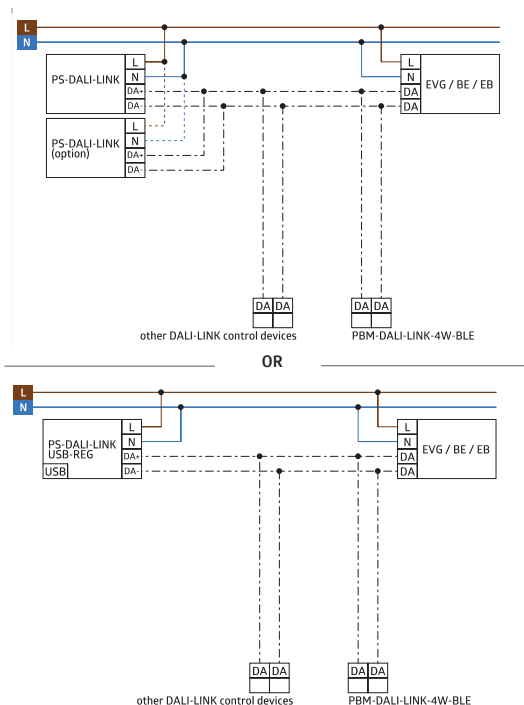 L
N
PS-DALI-LINK
L
N
DA+
DA-
PS-DALI-LINK
(option)
L
N
DA+
DA-
L
N
DA
DA
EVG / BE / EB
DA DA
DA DA
other DALI-LINK control devices
PBM-DALI-LINK-4W-BLE
OR
L
N
PS-DALI-LINK
USB-REG
USB
L
N
DA+
DA-
L
N
DA
DA
EVG / BE / EB
DA DA
DA DA
other DALI-LINK control devices
PBM-DALI-LINK-4W-BLE